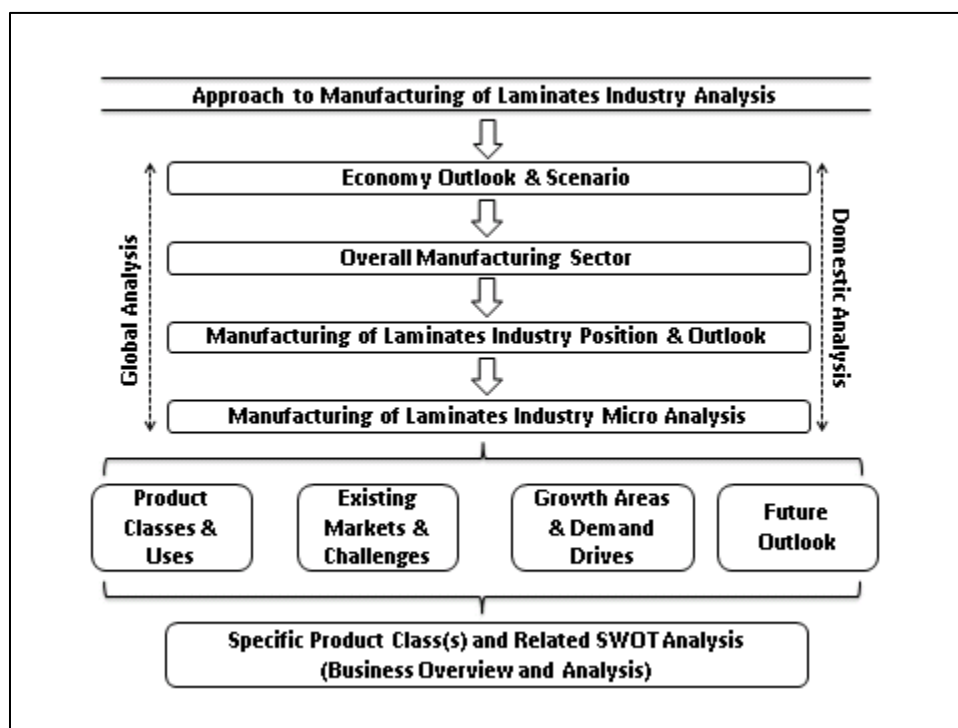 Approach to Manufacturing of Laminates Industry Analysis
Economy Outlook & Scenario
Overall Manufacturing Sector
Manufacturing of Laminates Industry Position & Outlook
Manufacturing of Laminates Industry Micro Analysis
Global Analysis
Domestic Analysis
Product
Classes &
Uses
Existing
Markets &
Challenges
Growth Areas
& Demand
Drives
Future
Outlook
Specific Product Class(s) and Related SWOT Analysis
(Business Overview and Analysis)